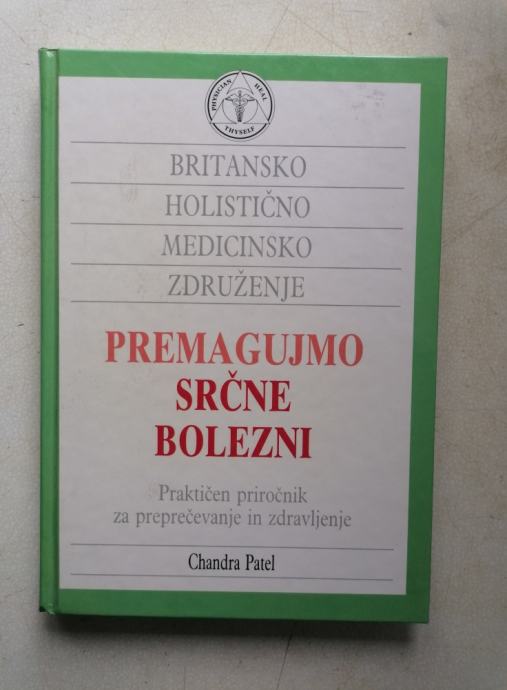 PHYSICIAN HEAL THYSELF
BRITANSKO
HOLISTIČNO
MEDICINSKO
ZDRUŽENJE
PREMAGUJMO
SRČNE
BOLEZNI
Praktičen priročnik
za preprečevanje in zdravljenje
Chandra Patel